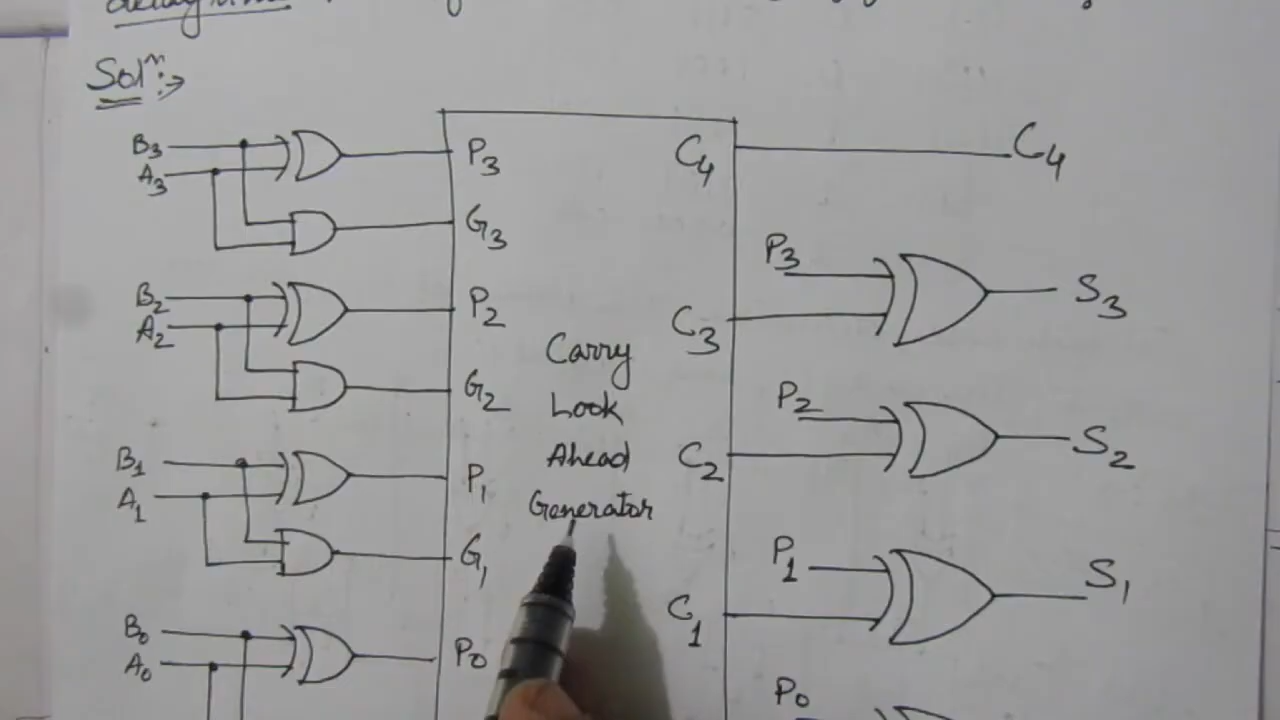 Solⁿ:→
B₃
A₃
P₃
G₃
C₄
C₄
B₂
A₂
P₂
G₂
P₃
C₃
S₃
Carry
Look
Ahead
Generator
B₁
A₁
P₁
G₁
P₂
C₂
S₂
P₁
C₁
S₁
B₀
A₀
P₀
P₀